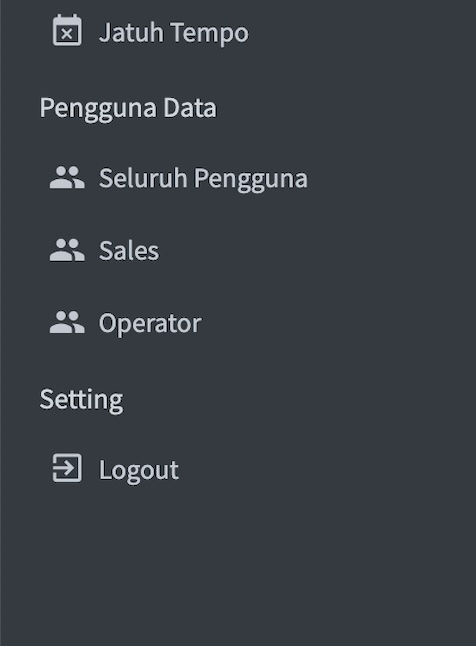 Jatuh Tempo
Pengguna Data
Seluruh Pengguna
Sales
Operator
Setting
Logout